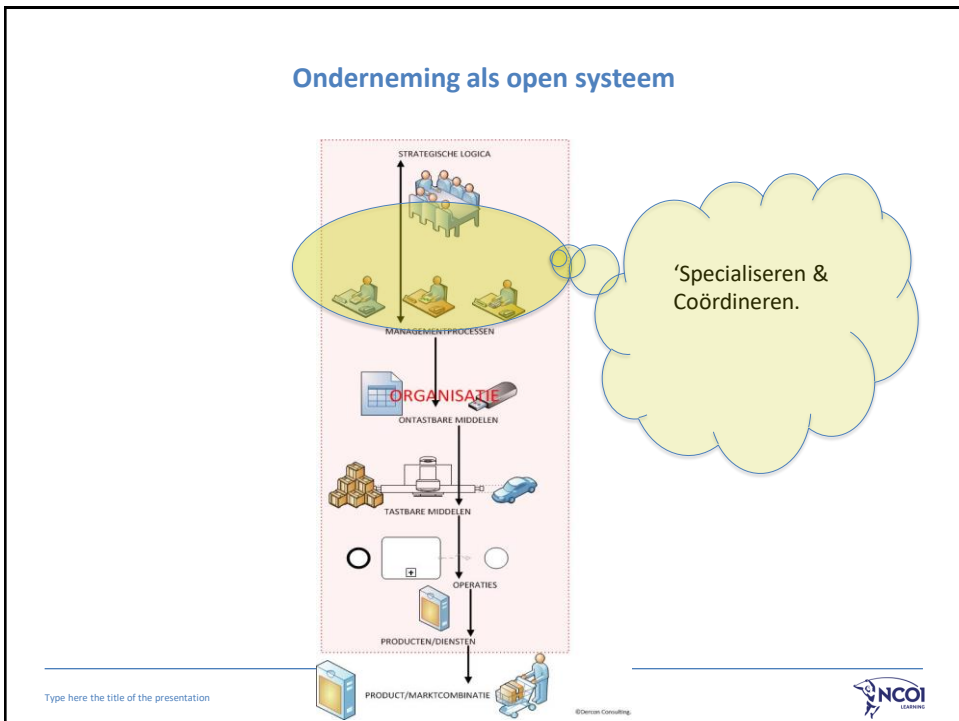 Onderneming als open systeem
STRATEGISCHE LOGICA
‘Specialiseren &
Coördineren.
MANAGEMENTPROCESSEN
ORGANISATIE
ONTASTBARE MIDDELEN
TASTBARE MIDDELEN
OPERATIES
PRODUCTEN/DIENSTEN
PRODUCT/MARKTCOMBINATIE
©Dercon Consulting.
Type here the title of the presentation
NCOI
LEARNING